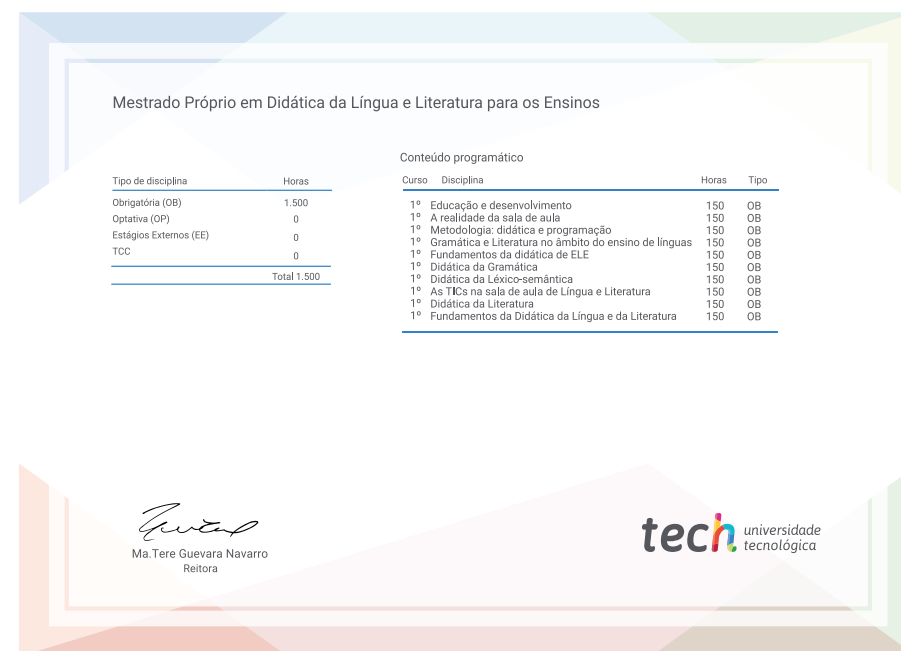 Mestrado Próprio em Didática da Língua e Literatura para os Ensinos
Tipo de disciplina Horas
Obrigatória (OB) 1.500
Optativa (OP) 0
Estágios Externos (EE) 0
TCC 0
Total 1.500
Conteúdo programático
Curso Disciplina Horas Tipo
1º Educação e desenvolvimento 150 OB
1º A realidade da sala de aula 150 OB
1º Metodologia: didática e programação 150 OB
1º Gramática e Literatura no âmbito do ensino de línguas 150 OB
1º Fundamentos da didática de ELE 150 OB
1º Didática da Gramática 150 OB
1º Didática da Léxico-semântica 150 OB
1º As TICs na sala de aula de Língua e Literatura 150 OB
1º Didática da Literatura 150 OB
1º Fundamentos da Didática da Língua e da Literatura 150 OB
Ma.Tere Guevara Navarro
Reitora
tech universidade
tecnológica